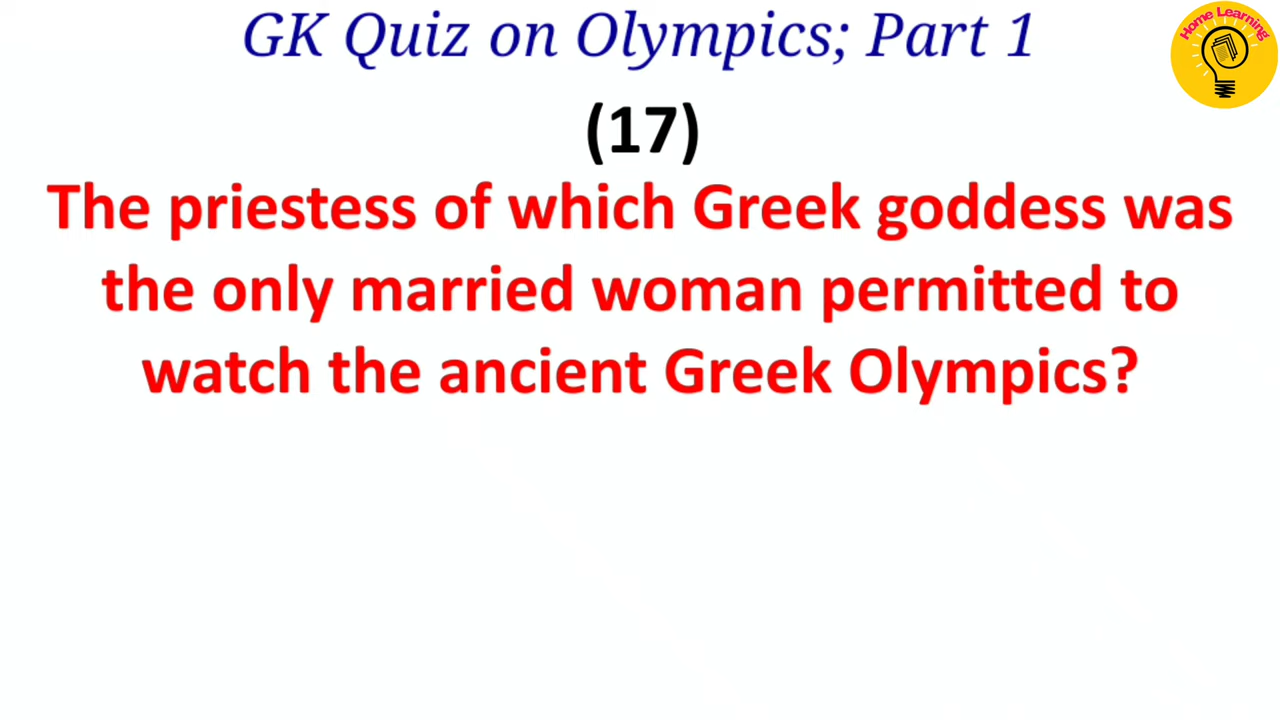 GK Quiz on Olympics; Part 1
Home Learning
(17)
The priestess of which Greek goddess was
the only married woman permitted to
watch the ancient Greek Olympics?